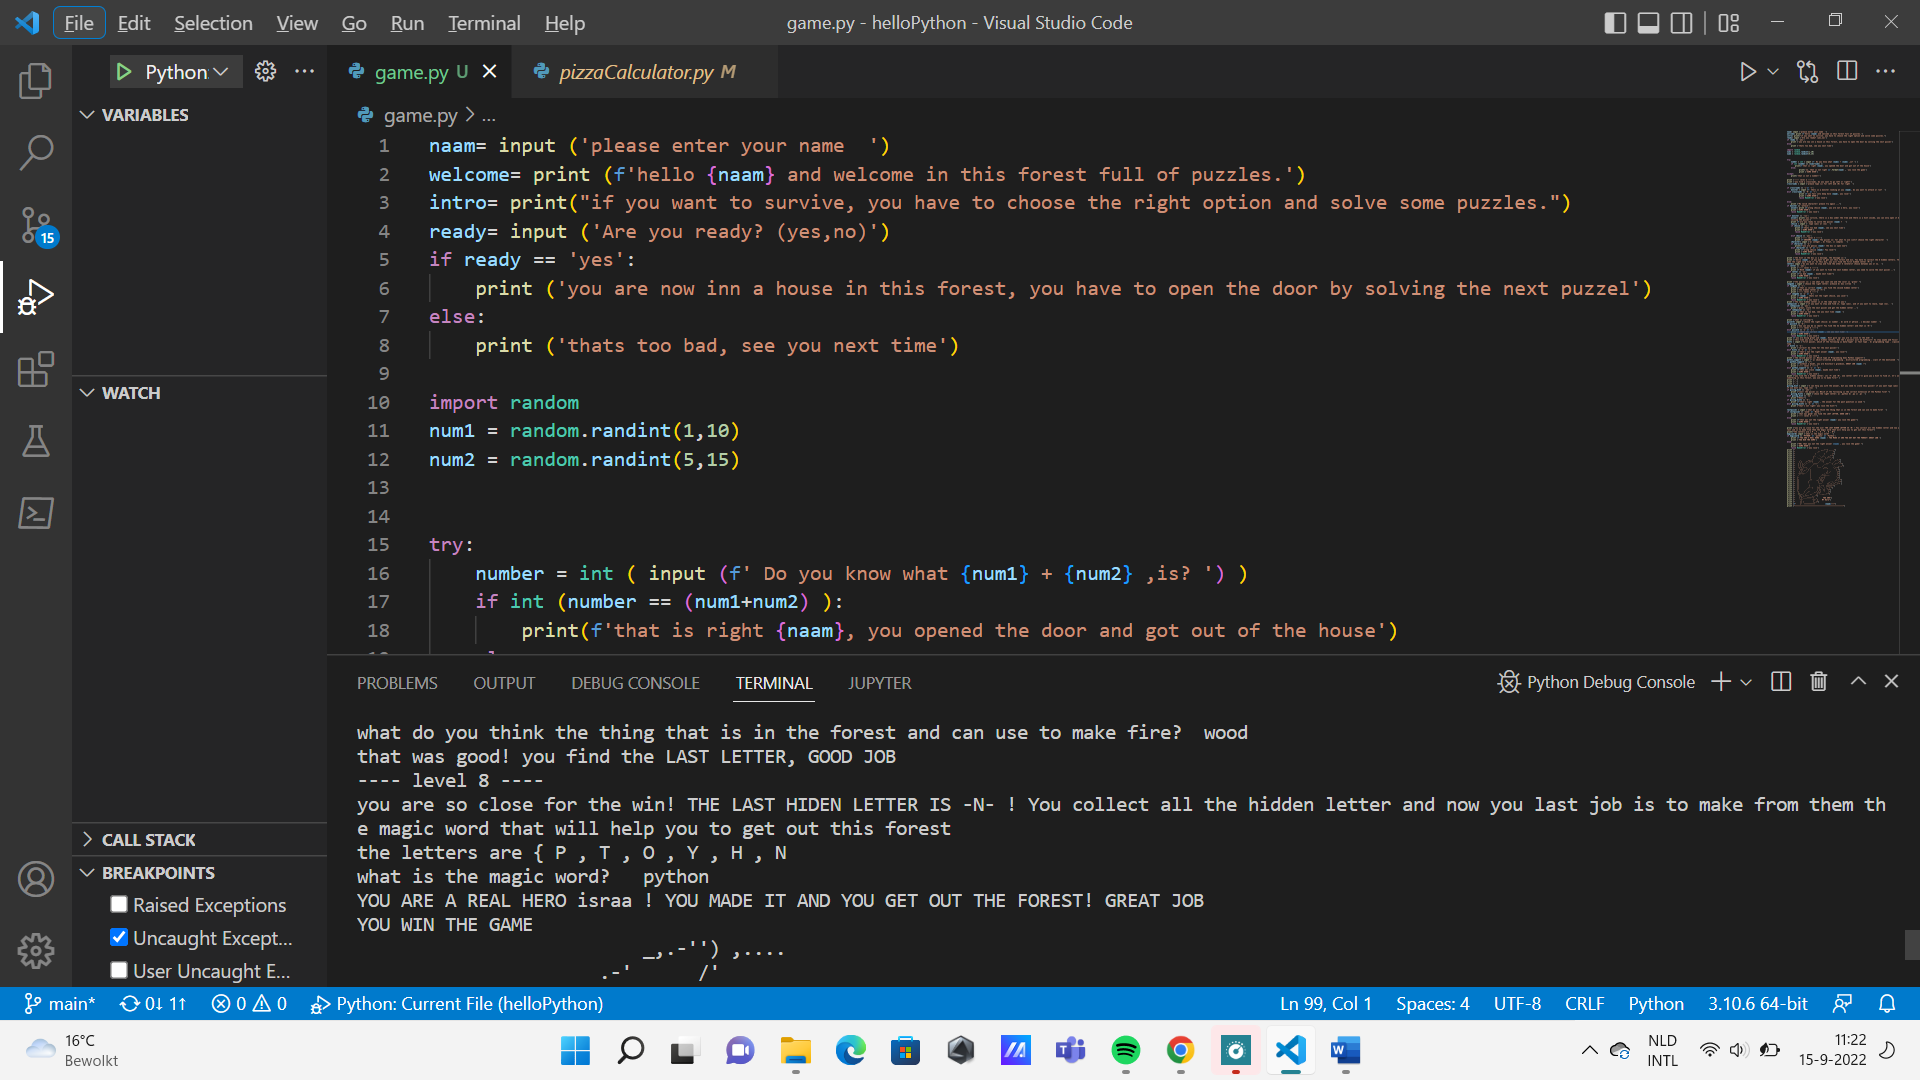 File Edit Selection View Go Run Terminal Help
game.py - helloPython - Visual Studio Code
Python
game.py U
pizzaCalculator.py M
VARIABLES
game.py > ...
1 naam= input ('please enter your name  ')
2 welcome= print (f'hello {naam} and welcome in this forest full of puzzles.')
3 intro= print("if you want to survive, you have to choose the right option and solve some puzzles.")
4 ready= input ('Are you ready? (yes,no)')
5 if ready == 'yes':
6     print ('you are now inn a house in this forest, you have to open the door by solving the next puzzel')
7 else:
8     print ('thats too bad, see you next time')
9
10 import random
11 num1 = random.randint(1,10)
12 num2 = random.randint(5,15)
13
14
15 try:
16     number = int ( input (f' Do you know what {num1} + {num2} ,is? ') )
17     if int (number == (num1+num2) ):
18         print(f'that is right {naam}, you opened the door and got out of the house')
WATCH
CALL STACK
BREAKPOINTS
Raised Exceptions
Uncaught Except...
User Uncaught E...
15
PROBLEMS OUTPUT DEBUG CONSOLE TERMINAL JUPYTER
Python Debug Console
what do you think the thing that is in the forest and can use to make fire?  wood
that was good! you find the LAST LETTER, GOOD JOB
---- level 8 ----
you are so close for the win! THE LAST HIDEN LETTER IS -N- ! You collect all the hidden letter and now you last job is to make from them th
e magic word that will help you to get out this forest
the letters are { P , T , O , Y , H , N
what is the magic word?   python
YOU ARE A REAL HERO israa ! YOU MADE IT AND YOU GET OUT THE FOREST! GREAT JOB
YOU WIN THE GAME
_,.-'') ,....
.-'      /'
main* 0↓ 1↑ 0 0 Python: Current File (helloPython)
Ln 99, Col 1 Spaces: 4 UTF-8 CRLF Python 3.10.6 64-bit
16°C
Bewolkt
NLD
INTL
11:22
15-9-2022